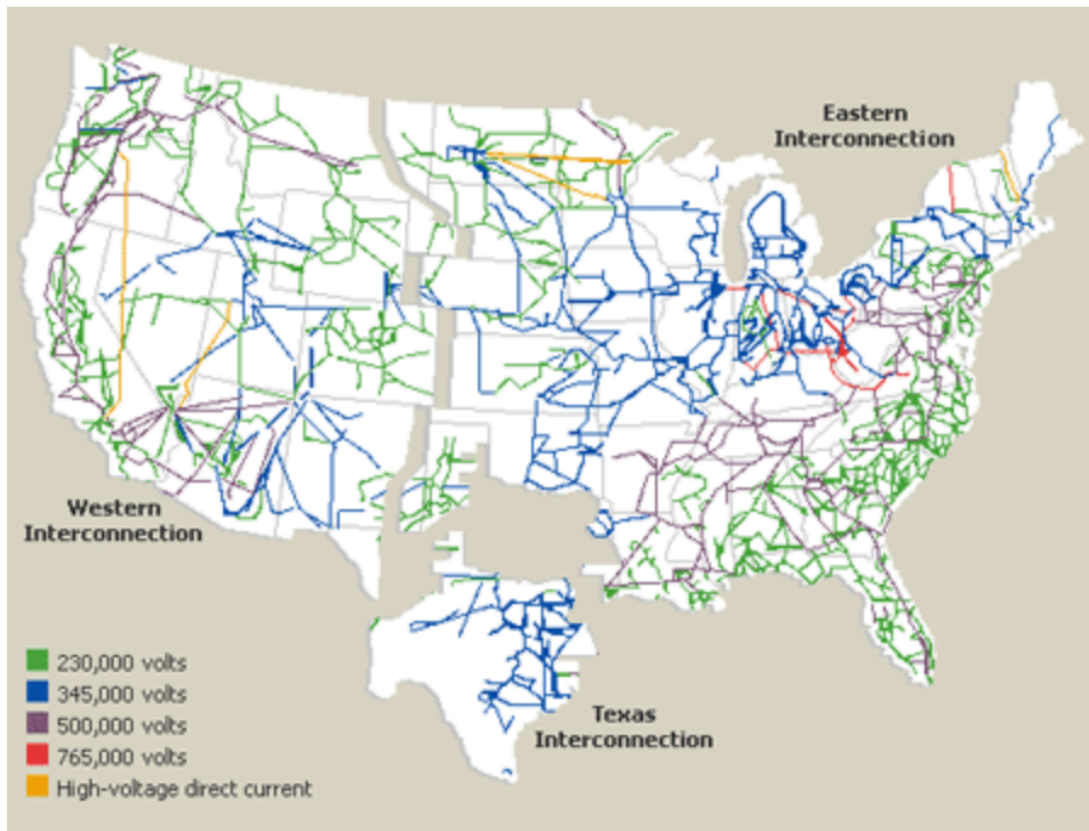 Eastern
Interconnection
Western
Interconnection
Texas
Interconnection
230,000 volts
345,000 volts
500,000 volts
765,000 volts
High-voltage direct current